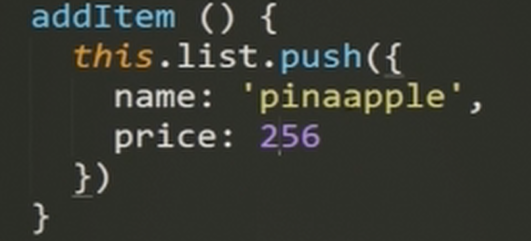 addItem () {
this.list.push({
name: 'pinaapple',
price: 256
})
}